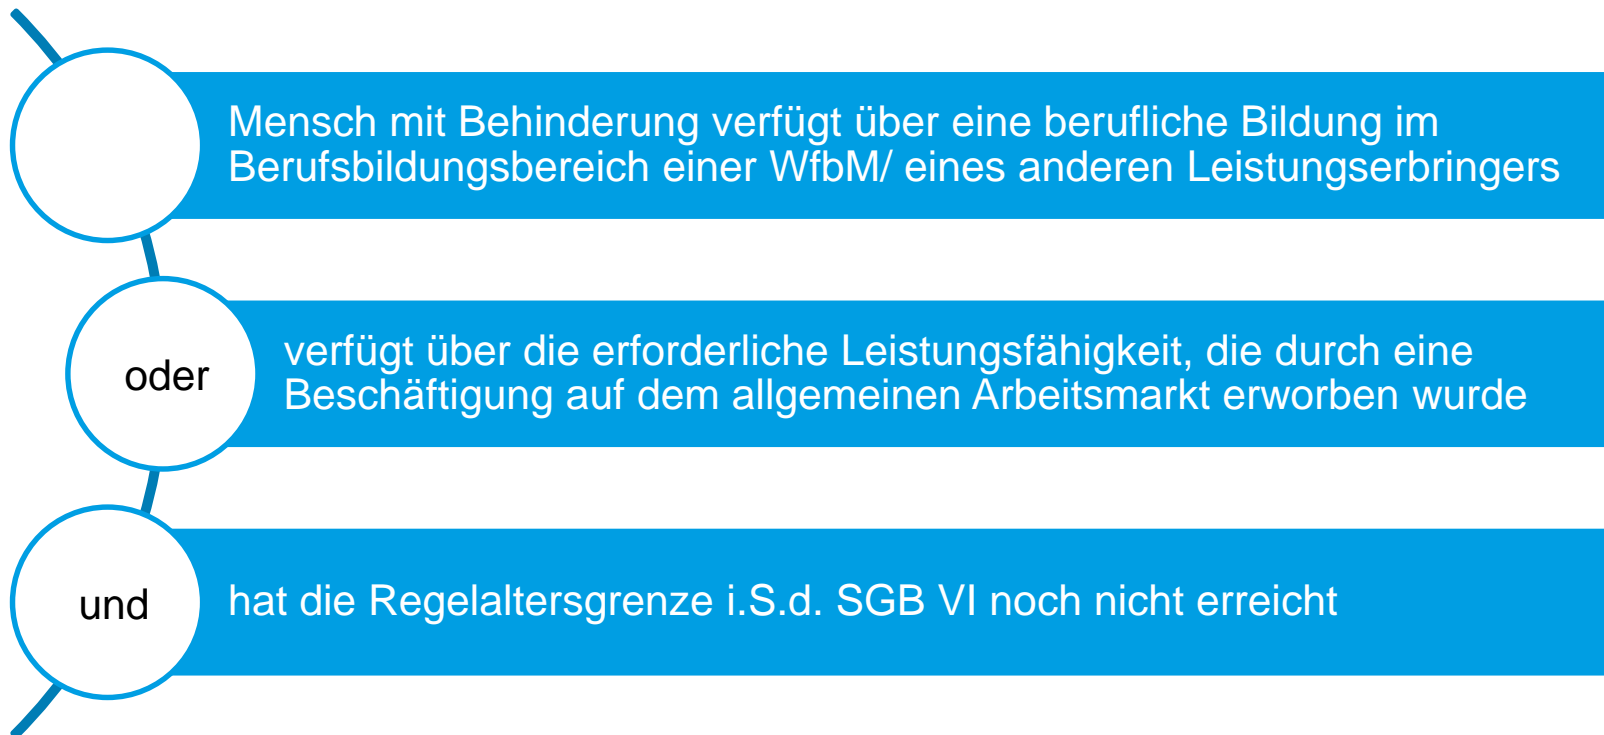 Mensch mit Behinderung verfügt über eine berufliche Bildung im
Berufsbildungsbereich einer WfbM/ eines anderen Leistungserbringers
oder
verfügt über die erforderliche Leistungsfähigkeit, die durch eine
Beschäftigung auf dem allgemeinen Arbeitsmarkt erworben wurde
und
hat die Regelaltersgrenze i.S.d. SGB VI noch nicht erreicht